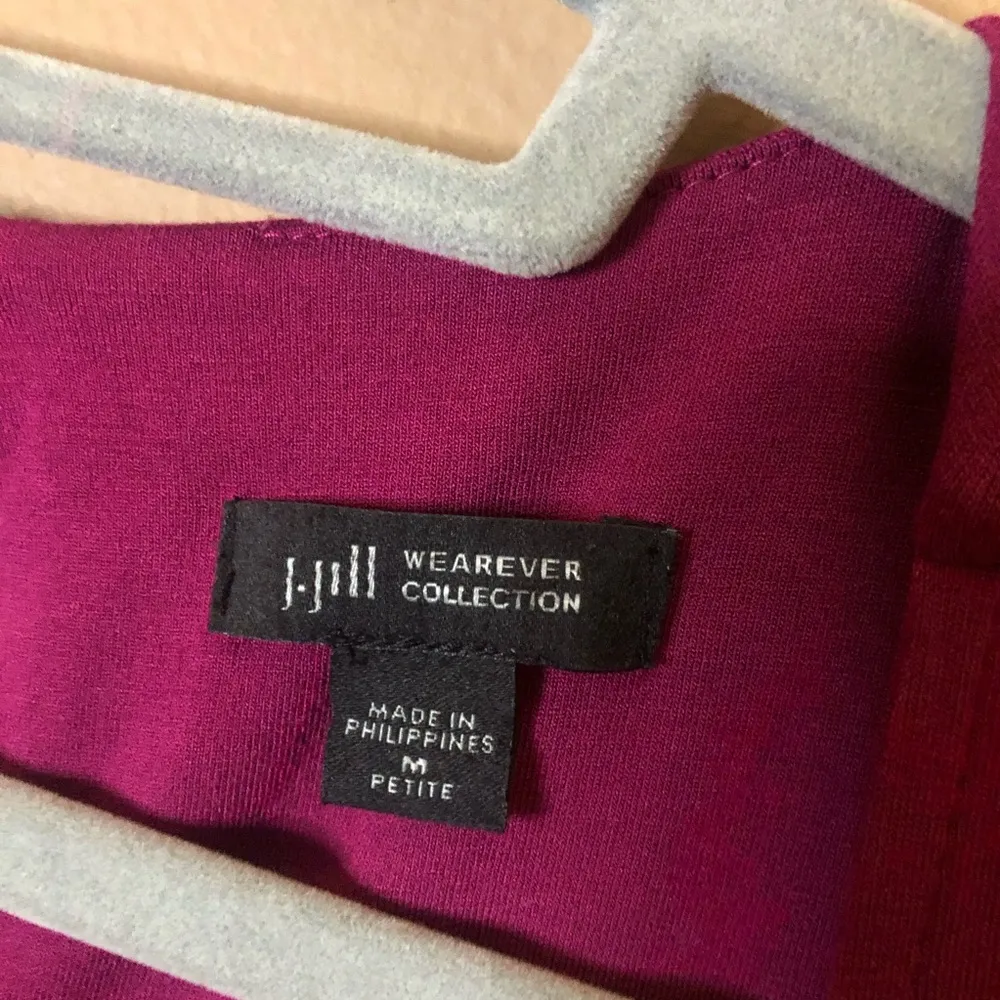 J.Jill
WEAREVER
COLLECTION
MADE IN
PHILIPPINES
M
PETITE